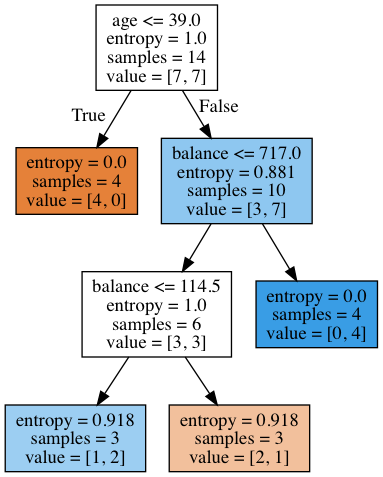 age <= 39.0
entropy = 1.0
samples = 14
value = [7, 7]
True
False
entropy = 0.0
samples = 4
value = [4, 0]
balance <= 717.0
entropy = 0.881
samples = 10
value = [3, 7]
balance <= 114.5
entropy = 1.0
samples = 6
value = [3, 3]
entropy = 0.0
samples = 4
value = [0, 4]
entropy = 0.918
samples = 3
value = [1, 2]
entropy = 0.918
samples = 3
value = [2, 1]